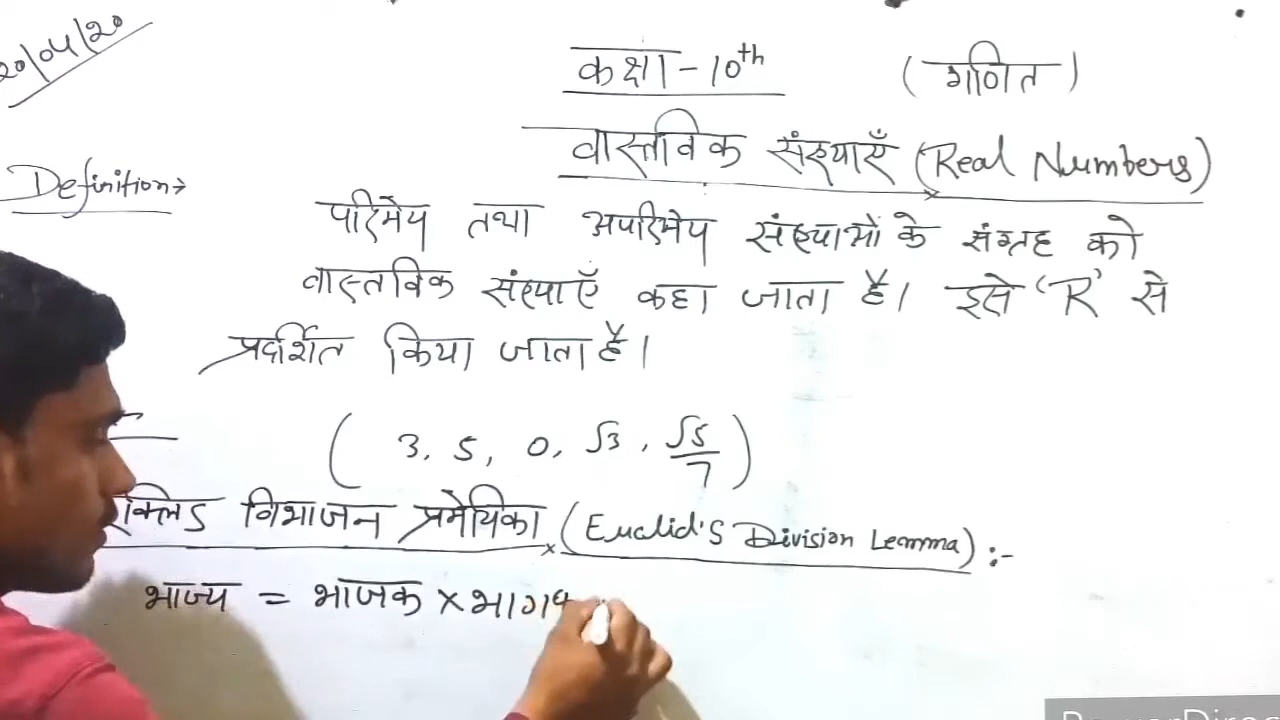 20/04/20
कक्षा - 10th (गणित)
वास्तविक संख्याएँ (Real Numbers)
Definition →
परिमेय तथा अपरिमेय संख्याओं के संग्रह को
वास्तविक संख्याएँ कहा जाता है। इसे 'R' से
प्रदर्शित किया जाता है।
( 3, 5, 0, √3, √5/7 )
विभाजन प्रमेयिका (Euclid's Division Lemma) :-
भाज्य = भाजक × भाग